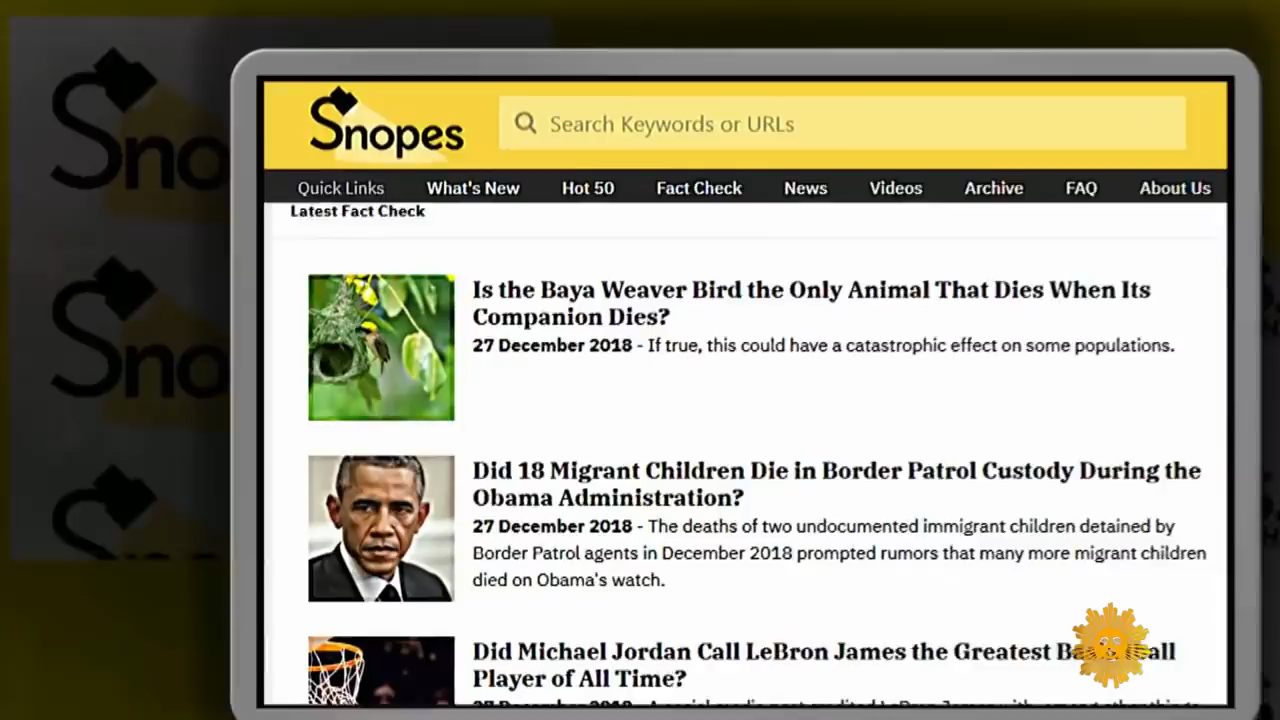 Snopes
Search Keywords or URLs
Quick Links What's New Hot 50 Fact Check News Videos Archive FAQ About Us
Latest Fact Check
Is the Baya Weaver Bird the Only Animal That Dies When Its
Companion Dies?
27 December 2018 - If true, this could have a catastrophic effect on some populations.
Did 18 Migrant Children Die in Border Patrol Custody During the
Obama Administration?
27 December 2018 - The deaths of two undocumented immigrant children detained by
Border Patrol agents in December 2018 prompted rumors that many more migrant children
died on Obama's watch.
Did Michael Jordan Call LeBron James the Greatest
Player of All Time?
Sno
Sno